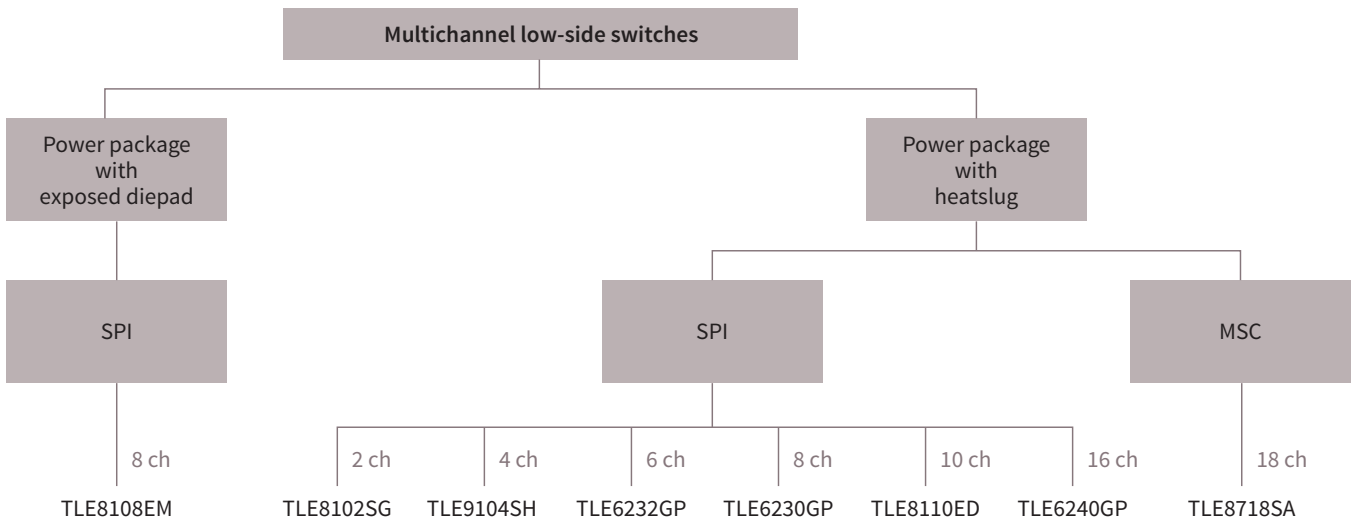 Multichannel low-side switches
Power package
with
exposed diepad
Power package
with
heatslug
SPI
SPI
MSC
8 ch
2 ch
4 ch
6 ch
8 ch
10 ch
16 ch
18 ch
TLE8108EM
TLE8102SG
TLE9104SH
TLE6232GP
TLE6230GP
TLE8110ED
TLE6240GP
TLE8718SA